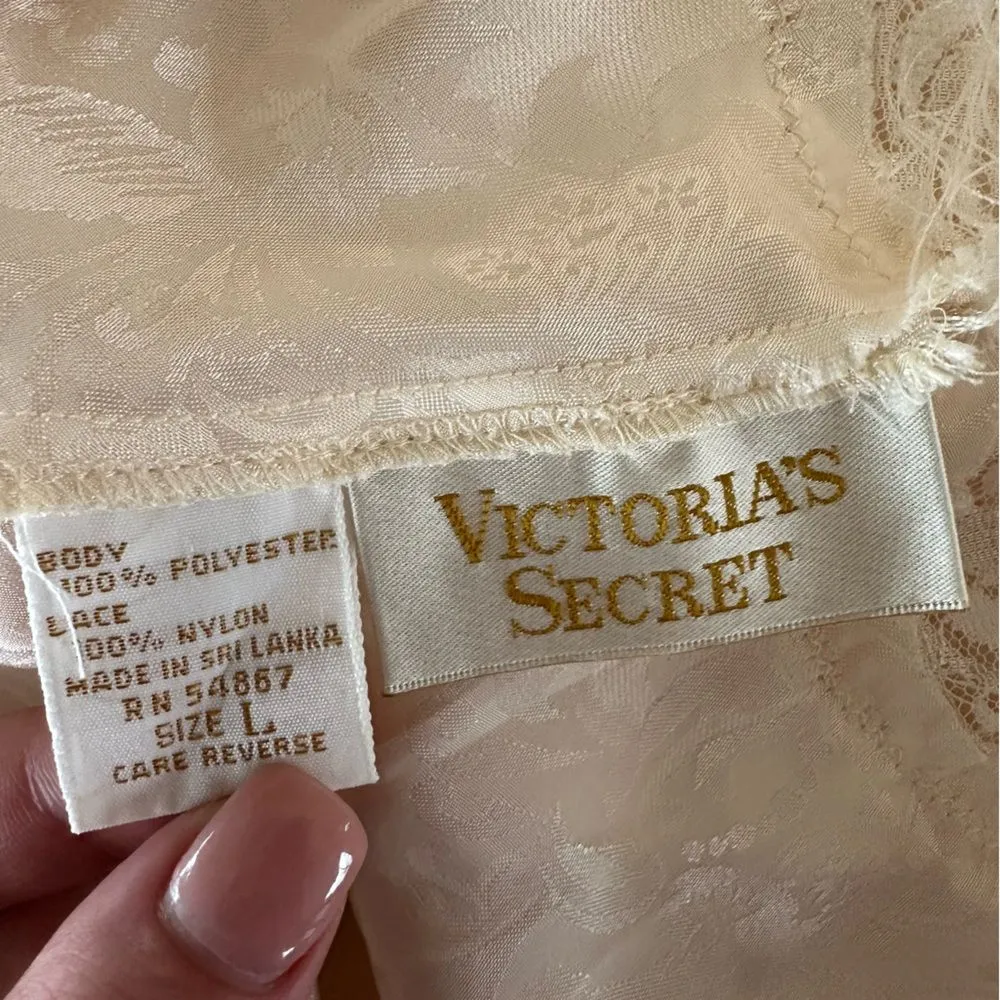 BODY
100% POLYESTER
LACE
100% NYLON
MADE IN SRI LANKA
RN 54867
SIZE L
CARE REVERSE
VICTORIA'S
SECRET